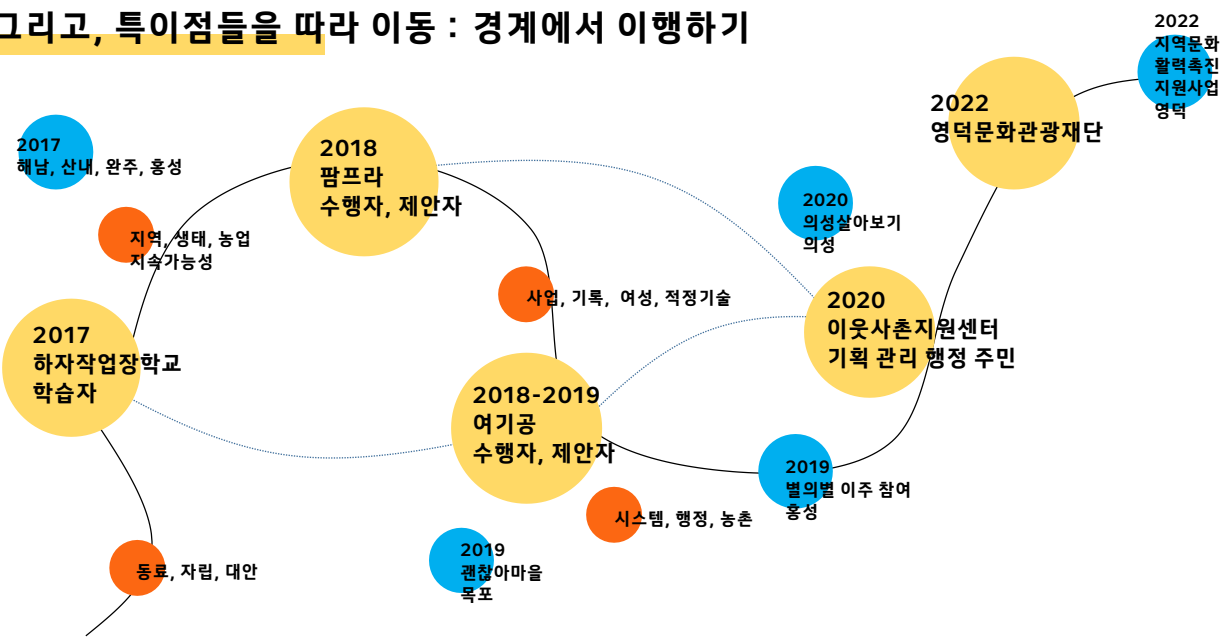 그리고, 특이점들을 따라 이동 : 경계에서 이행하기
2017
해남, 산내, 완주, 홍성
지역, 생태, 농업
지속가능성
2017
하자작업장학교
학습자
동료, 자립, 대안
2018
팜프라
수행자, 제안자
사업, 기록, 여성, 적정기술
2018-2019
여기공
수행자, 제안자
시스템, 행정, 농촌
2019
괜찮아마을
목포
2019
별의별 이주 참여
홍성
2020
의성살아보기
의성
2020
이웃사촌지원센터
기획 관리 행정 주민
2022
영덕문화관광재단
2022
지역문화
활력촉진
지원사업
영덕